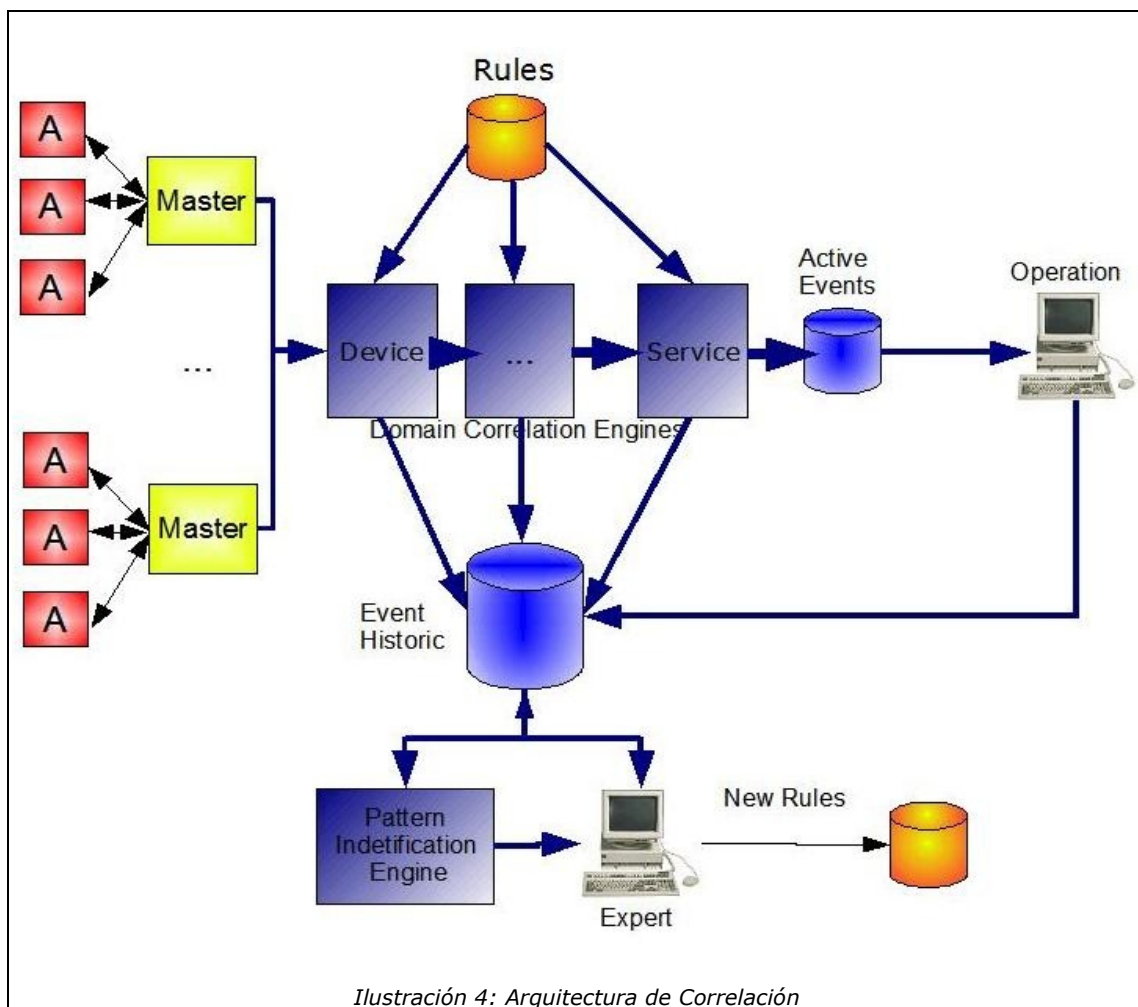 Rules
A
A
A
Master
...
A
A
A
Master
Device
...
Service
Domain Correlation Engines
Active
Events
Operation
Event
Historic
Pattern
Indetification
Engine
Expert
New Rules
Ilustración 4: Arquitectura de Correlación